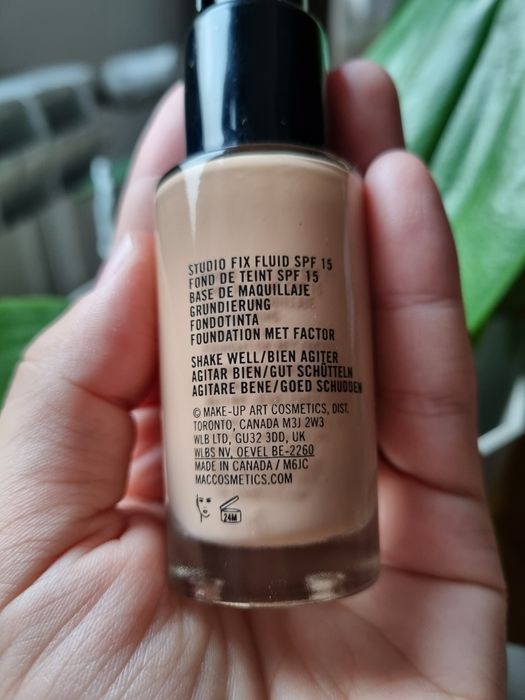 STUDIO FIX FLUID SPF 15
FOND DE TEINT SPF 15
BASE DE MAQUILLAJE
GRUNDIERUNG
FONDOTINTA
FOUNDATION MET FACTOR
SHAKE WELL/BIEN AGITER
AGITAR BIEN/GUT SCHÜTTELN
AGITARE BENE/GOED SCHUDDEN
© MAKE-UP ART COSMETICS, DIST.
TORONTO, CANADA M3J 2W3
WLB LTD, GU32 3DD, UK
WLBS NV, OEVEL BE-2260
MADE IN CANADA / M6JC
MACCOSMETICS.COM
24M